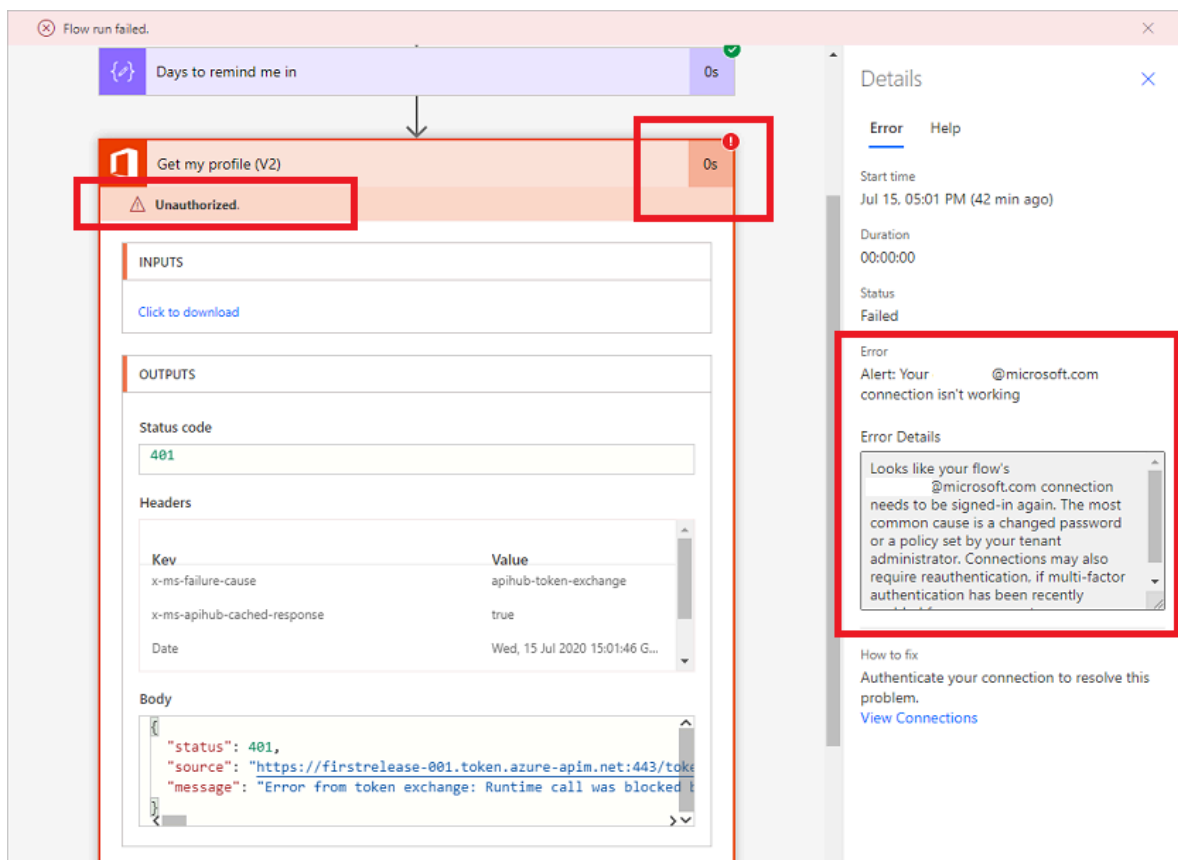 Flow run failed.
Days to remind me in
0s
Get my profile (V2)
0s
Unauthorized.
INPUTS
Click to download
OUTPUTS
Status code
401
Headers
Key Value
x-ms-failure-cause apihub-token-exchange
x-ms-apihub-cached-response true
Date Wed, 15 Jul 2020 15:01:46 G...
Body
{
"status": 401,
"source": "https://firstrelease-001.token.azure-apim.net:443/toke
"message": "Error from token exchange: Runtime call was blocked b
}
Details
Error Help
Start time
Jul 15, 05:01 PM (42 min ago)
Duration
00:00:00
Status
Failed
Error
Alert: Your @microsoft.com
connection isn't working
Error Details
Looks like your flow's
@microsoft.com connection
needs to be signed-in again. The most
common cause is a changed password
or a policy set by your tenant
administrator. Connections may also
require reauthentication, if multi-factor
authentication has been recently
How to fix
Authenticate your connection to resolve this
problem.
View Connections